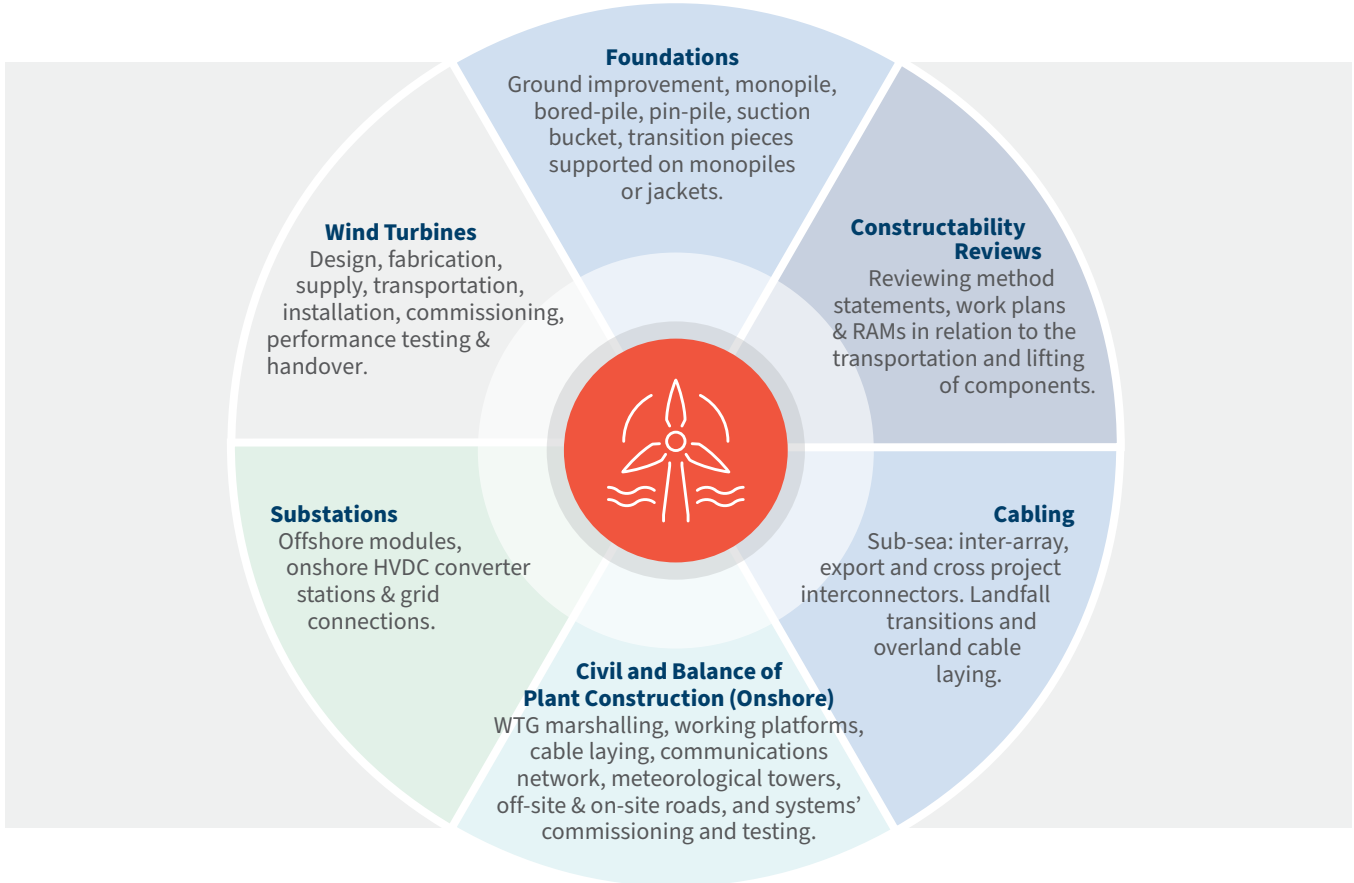 Foundations
Ground improvement, monopile,
bored-pile, pin-pile, suction
bucket, transition pieces
supported on monopiles
or jackets.
Constructability
Reviews
Reviewing method
statements, work plans
& RAMs in relation to the
transportation and lifting
of components.
Cabling
Sub-sea: inter-array,
export and cross project
interconnectors. Landfall
transitions and
overland cable
laying.
Civil and Balance of
Plant Construction (Onshore)
WTG marshalling, working platforms,
cable laying, communications
network, meteorological towers,
off-site & on-site roads, and systems’
commissioning and testing.
Substations
Offshore modules,
onshore HVDC converter
stations & grid
connections.
Wind Turbines
Design, fabrication,
supply, transportation,
installation, commissioning,
performance testing &
handover.